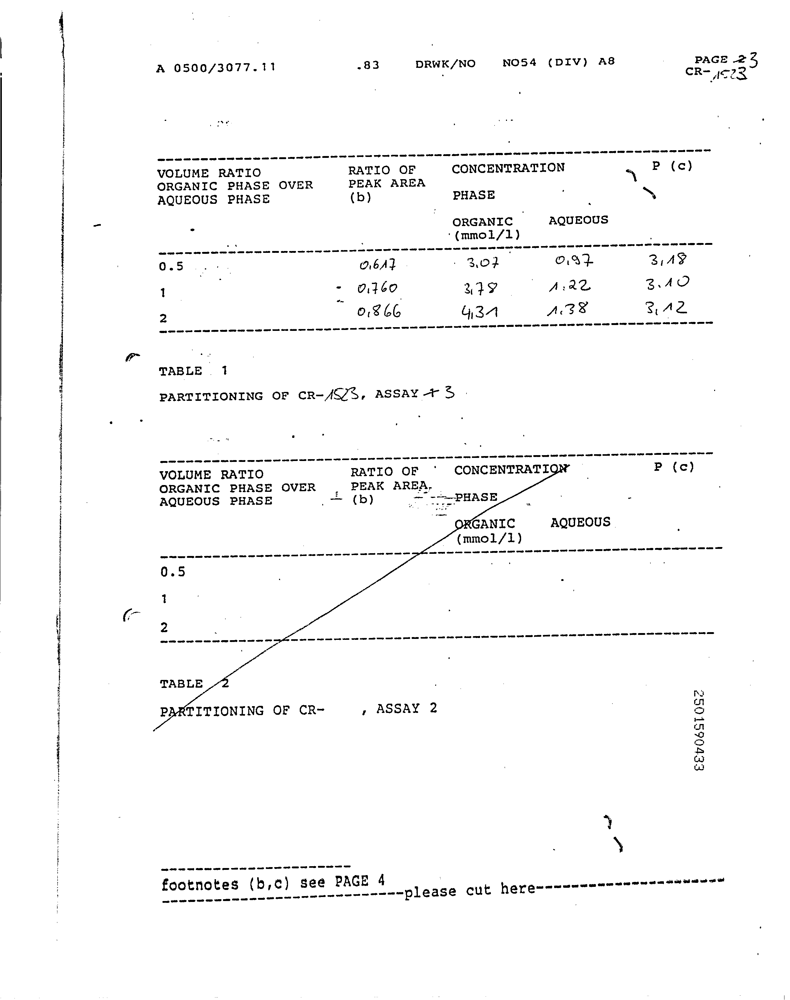 A 0500/3077.11 .83 DRWK/NO NO54 (DIV) A8 PAGE 2 3
CR-1523
VOLUME RATIO RATIO OF CONCENTRATION P (c)
ORGANIC PHASE OVER PEAK AREA
AQUEOUS PHASE (b) PHASE
ORGANIC AQUEOUS
(mmol/l)
0.5 0,617 3,07 0,97 3,18
1 0,760 3,78 1.22 3.10
2 0,866 4,31 1.38 3,12
TABLE 1
PARTITIONING OF CR-1523, ASSAY 1 3
VOLUME RATIO RATIO OF CONCENTRATION P (c)
ORGANIC PHASE OVER PEAK AREA
AQUEOUS PHASE (b) PHASE
ORGANIC AQUEOUS
(mmol/l)
0.5
1
2
TABLE 2
PARTITIONING OF CR- , ASSAY 2
2501590433
footnotes (b,c) see PAGE 4
please cut here